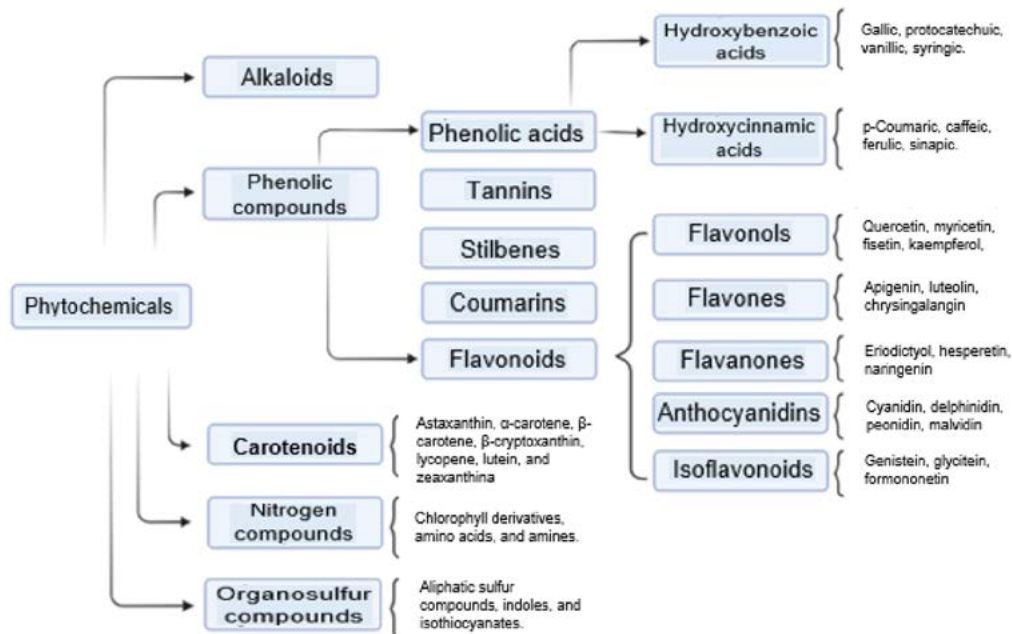 Phytochemicals
Alkaloids
Phenolic
compounds
Phenolic acids
Hydroxybenzoic
acids
Gallic, protocatechuic,
vanillic, syringic.
Hydroxycinnamic
acids
p-Coumaric, caffeic,
ferulic, sinapic.
Tannins
Stilbenes
Coumarins
Flavonoids
Flavonols
Quercetin, myricetin,
fisetin, kaempferol,
Flavones
Apigenin, luteolin,
chrysingalangin
Flavanones
Eriodictyol, hesperetin,
naringenin
Anthocyanidins
Cyanidin, delphinidin,
peonidin, malvidin
Isoflavonoids
Genistein, glycitein,
formononetin
Carotenoids
Astaxanthin, α-carotene, β-
carotene, β-cryptoxanthin,
lycopene, lutein, and
zeaxanthina
Nitrogen
compounds
Chlorophyll derivatives,
amino acids, and amines.
Organosulfur
compounds
Aliphatic sulfur
compounds, indoles, and
isothiocyanates.